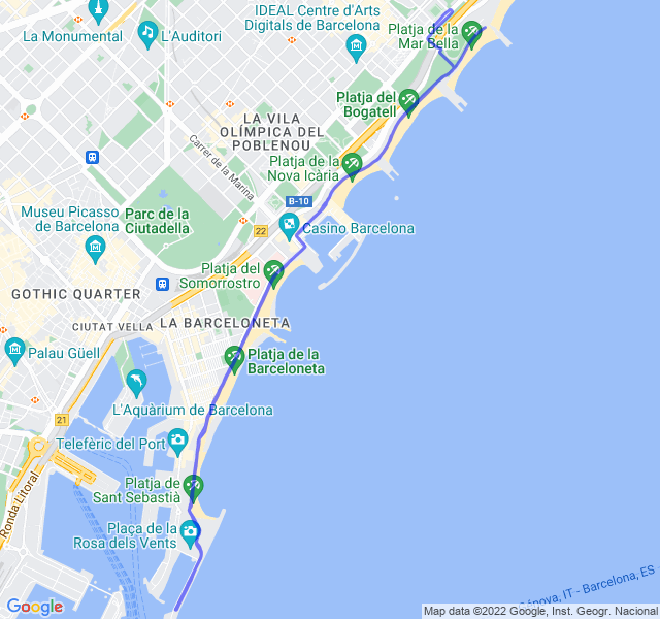 IDEAL Centre d'Arts
Digitals de Barcelona
Platja de la
Mar Bella
La Monumental
L'Auditori
Platja del
Bogatell
LA VILA
OLÍMPICA DEL
POBLENOU
Carrer de la Marina
Platja de la
Nova Icària
B-10
Museu Picasso
de Barcelona
Parc de la
Ciutadella
22
Casino Barcelona
Platja del
Somorrostro
GOTHIC QUARTER
CIUTAT VELLA
LA BARCELONETA
Palau Güell
Platja de la
Barceloneta
L'Aquàrium de Barcelona
21
Telefèric del Port
Ronda Litoral
Platja de
Sant Sebastià
Plaça de la
Rosa dels Vents
IT - Barcelona, ES
Google
Map data ©2022 Google, Inst. Geogr. Nacional